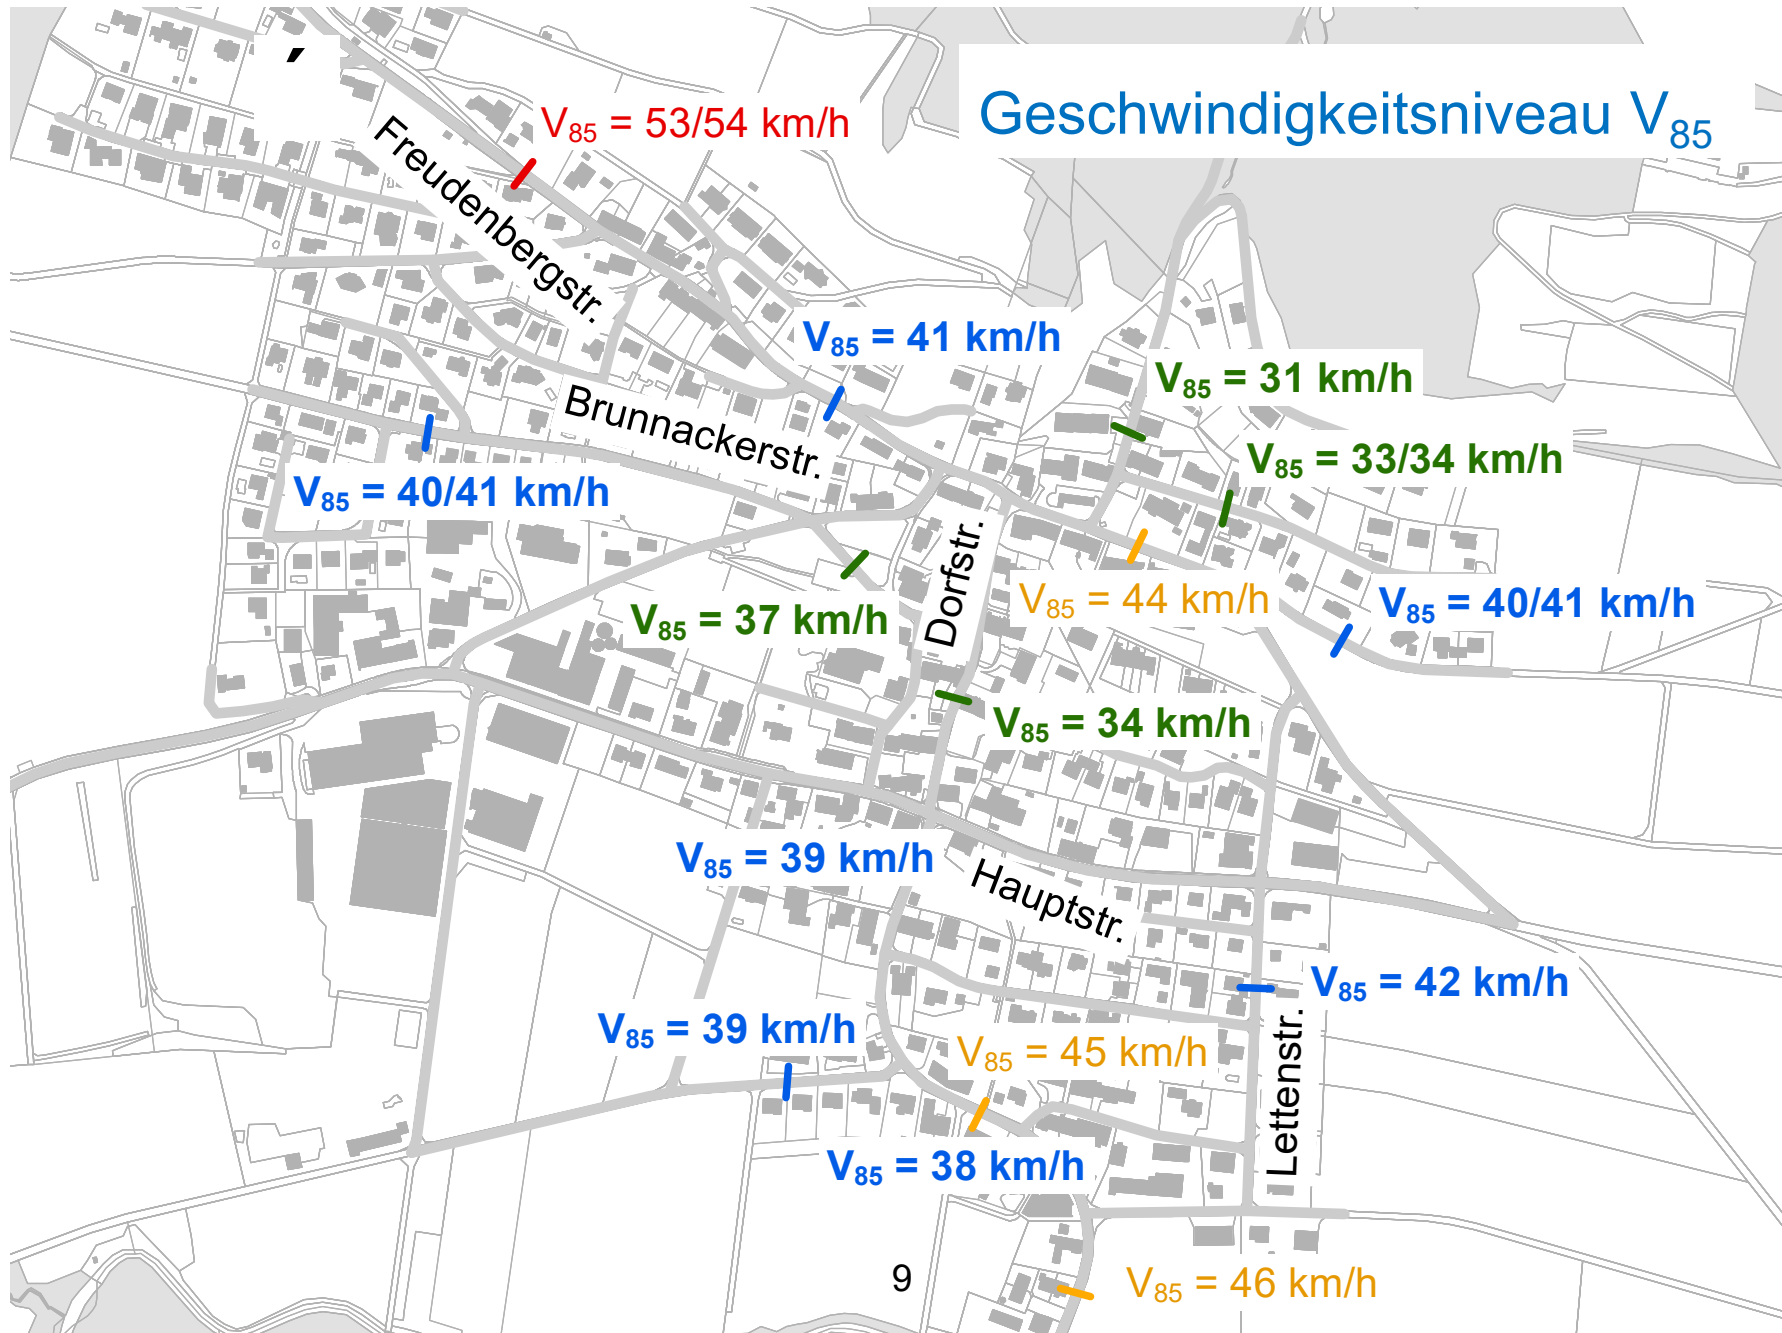 Geschwindigkeitsniveau V85
V85 = 53/54 km/h
Freudenbergstr.
V85 = 41 km/h
V85 = 31 km/h
Brunnackerstr.
V85 = 33/34 km/h
V85 = 40/41 km/h
Dorfstr.
V85 = 44 km/h
V85 = 40/41 km/h
V85 = 37 km/h
V85 = 34 km/h
V85 = 39 km/h
Hauptstr.
V85 = 42 km/h
V85 = 39 km/h
V85 = 45 km/h
Lettenstr.
V85 = 38 km/h
9
V85 = 46 km/h